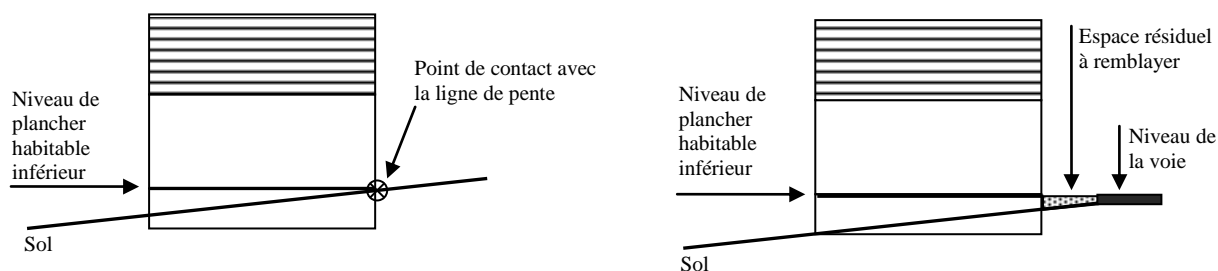 Niveau de
plancher
habitable
inférieur
Point de contact avec
la ligne de pente
Sol
Niveau de
plancher
habitable
inférieur
Espace résiduel
à remblayer
Niveau de
la voie
Sol